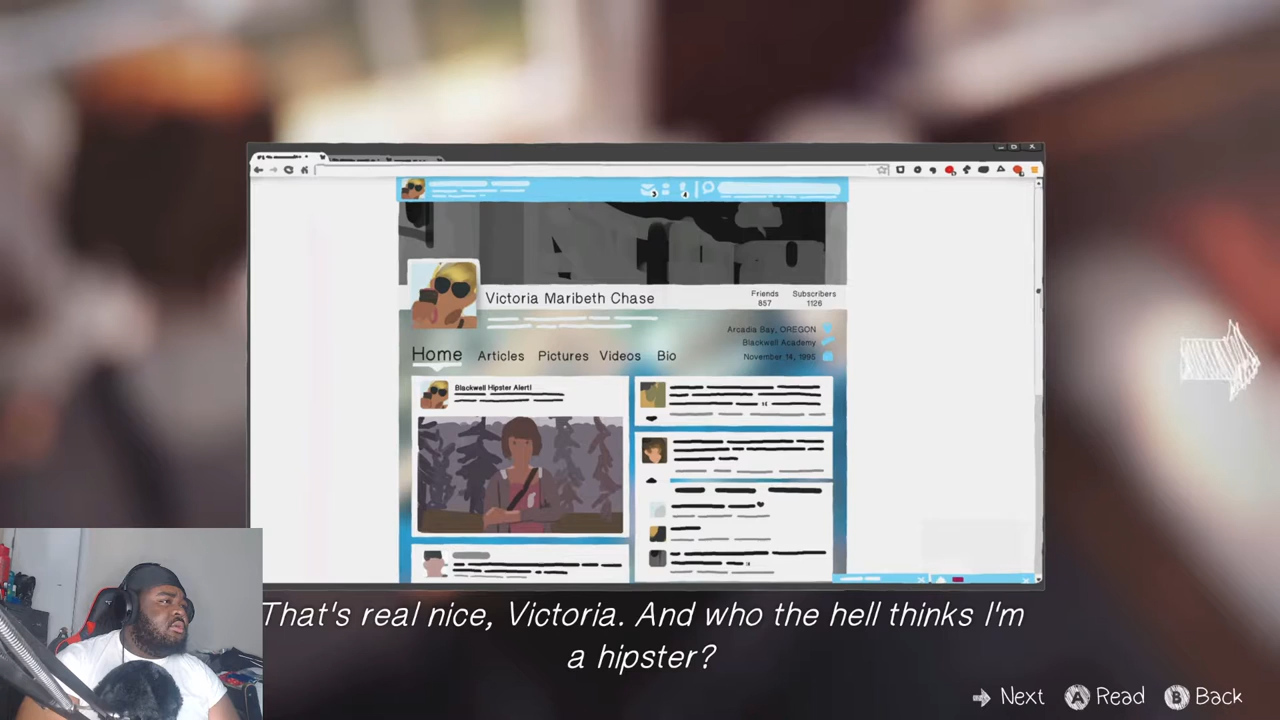 Victoria Maribeth Chase
Friends
857
Subscribers
1126
Arcadia Bay, OREGON
Blackwell Academy
November 14, 1995
Home Articles Pictures Videos Bio
Blackwell Hipster Alert!
That's real nice, Victoria. And who the hell thinks I'm
a hipster?
Next A Read B Back